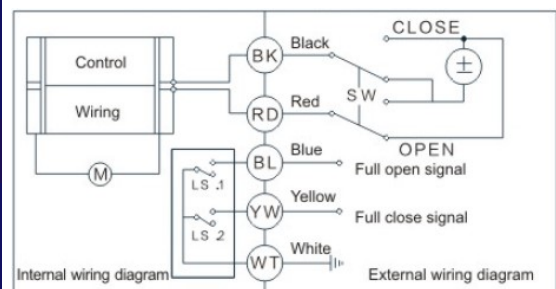 CLOSE
Control
BK
Black
±
SW
Wiring
RD
Red
OPEN
M
BL
Blue
Full open signal
LS .1
YW
Yellow
Full close signal
LS .2
WT
White
Internal wiring diagram
External wiring diagram